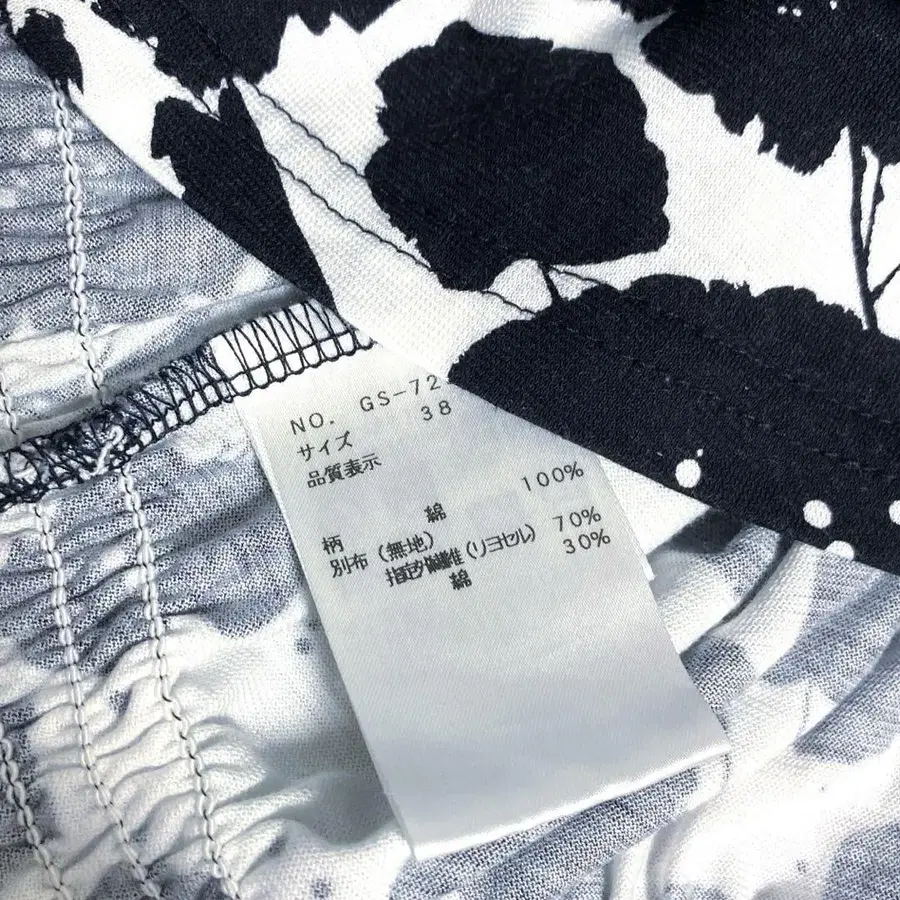 NO. GS-72
サイズ 38
品質表示
柄 綿 100%
別布(無地)
指定外繊維(リヨセル) 70%
綿 30%